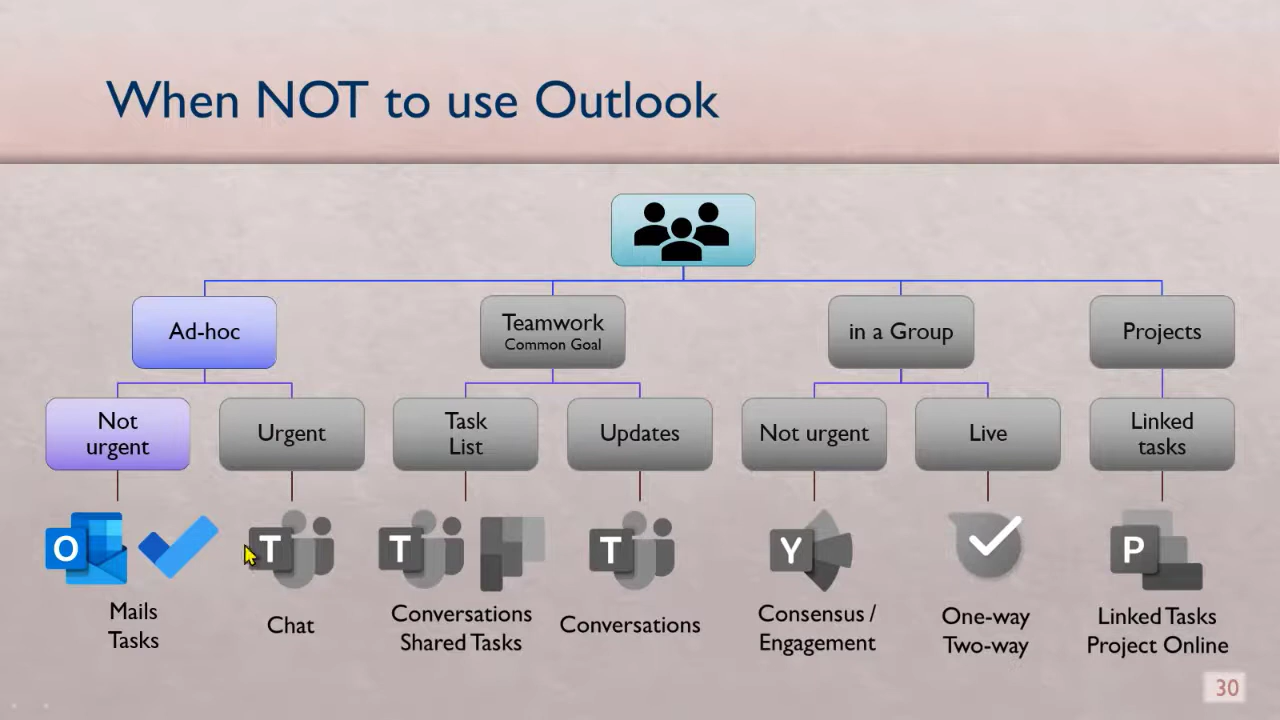 When NOT to use Outlook
Ad-hoc
Teamwork
Common Goal
in a Group
Projects
Not
urgent
Urgent
Task
List
Updates
Not urgent
Live
Linked
tasks
O
T
T
T
Y
P
Mails
Tasks
Chat
Conversations
Shared Tasks
Conversations
Consensus /
Engagement
One-way
Two-way
Linked Tasks
Project Online
30